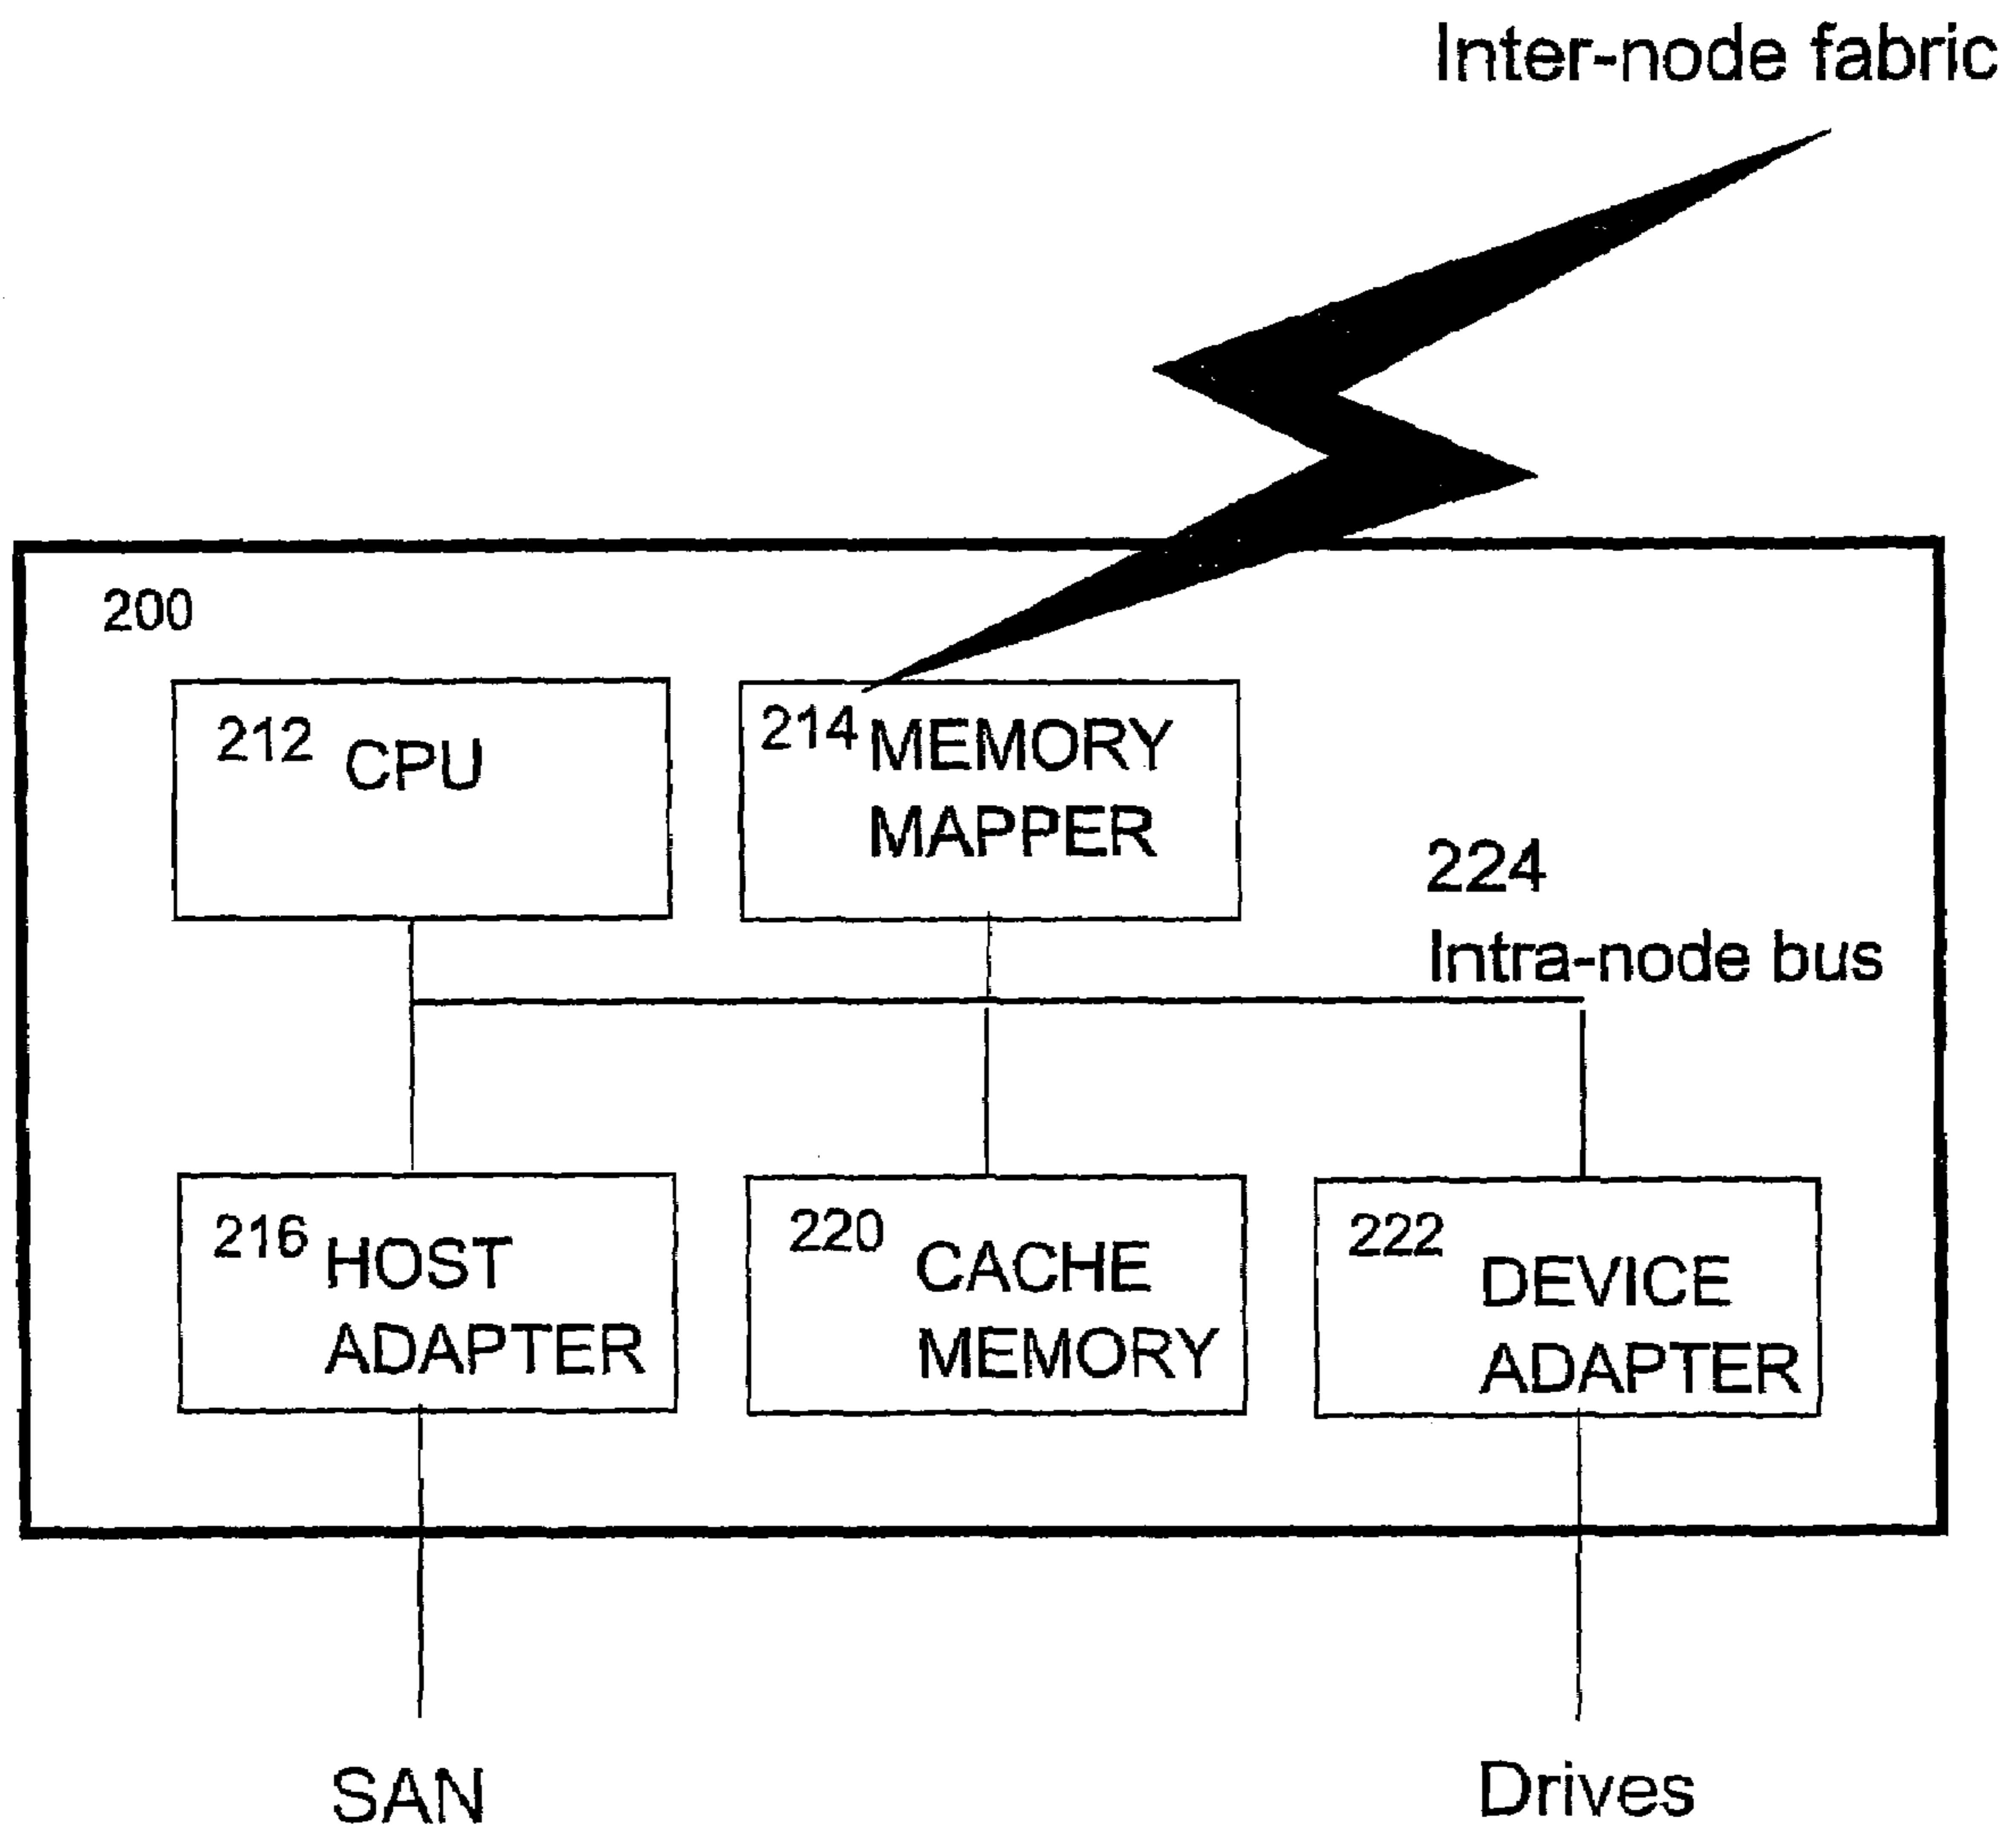 Inter-node fabric
200
212 CPU
214 MEMORY
MAPPER
224
Intra-node bus
216 HOST
ADAPTER
220 CACHE
MEMORY
222 DEVICE
ADAPTER
SAN
Drives